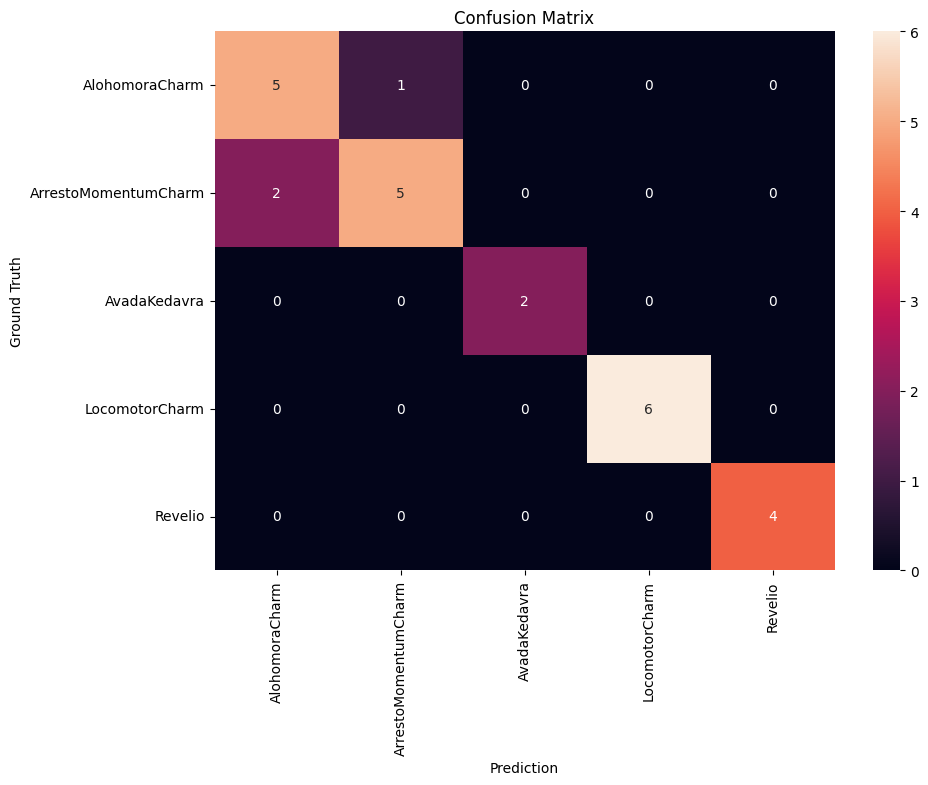 Confusion Matrix
AlohomoraCharm 5 1 0 0 0
ArrestoMomentumCharm 2 5 0 0 0
AvadaKedavra 0 0 2 0 0
LocomotorCharm 0 0 0 6 0
Revelio 0 0 0 0 4
Ground Truth
AlohomoraCharm
ArrestoMomentumCharm
AvadaKedavra
LocomotorCharm
Revelio
Prediction
6
5
4
3
2
1
0